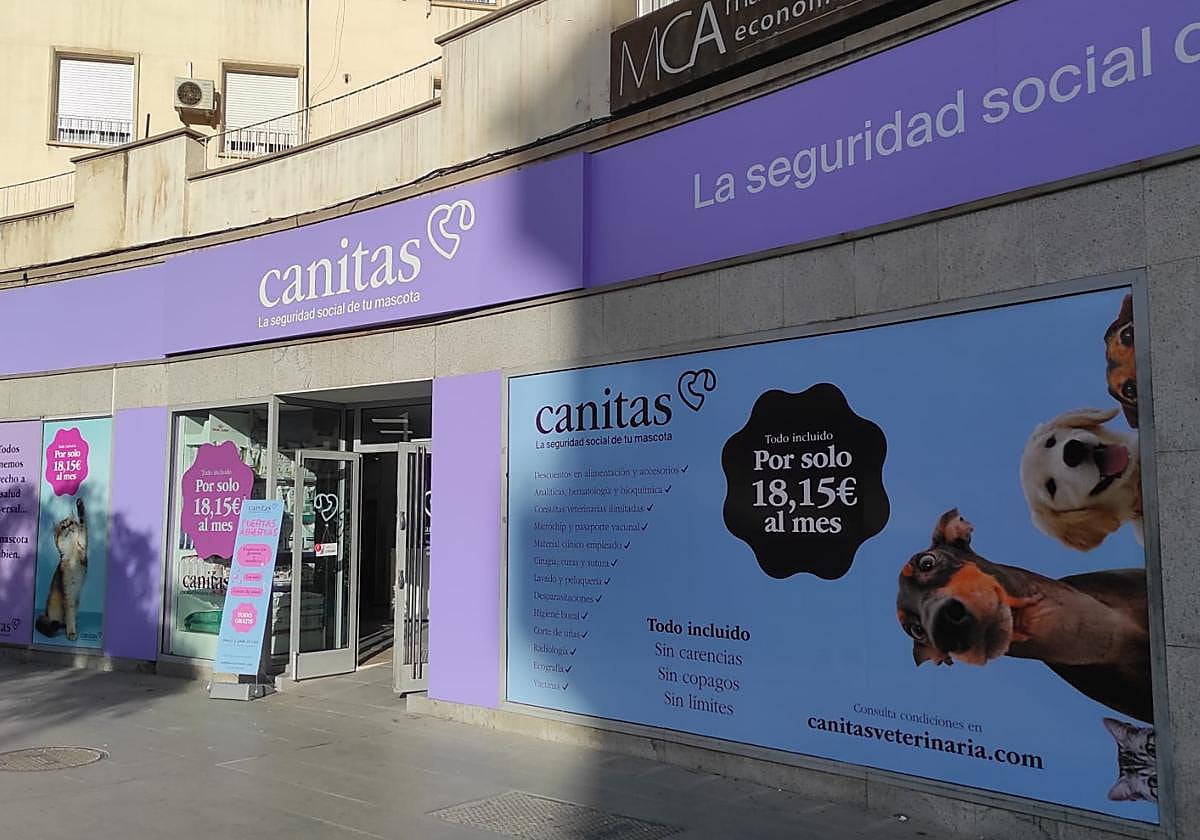 MCA
econom
La seguridad social d
canitas
La seguridad social de tu mascota
canitas
La seguridad social de tu mascota
Descuentos en alimentación y accesorios ✓
Analíticas, hematología y bioquímica ✓
Consultas veterinarias ilimitadas ✓
Microchip y pasaporte vacunal ✓
Material clínico empleado ✓
Cirugía, curas y sutura ✓
Lavado y peluquería ✓
Desparasitaciones ✓
Higiene bucal ✓
Corte de uñas ✓
Radiología ✓
Ecografía ✓
Vacunas ✓
Todo incluido
Por solo
18,15€
al mes
Todo incluido
Sin carencias
Sin copagos
Sin límites
Consulta condiciones en
canitasveterinaria.com
Todo incluido
Por solo
18,15€
al mes
canitas
canitas
PUERTAS
ABIERTAS
TODO
GRATIS
Por solo
18,15€
al mes
canitas
Todos